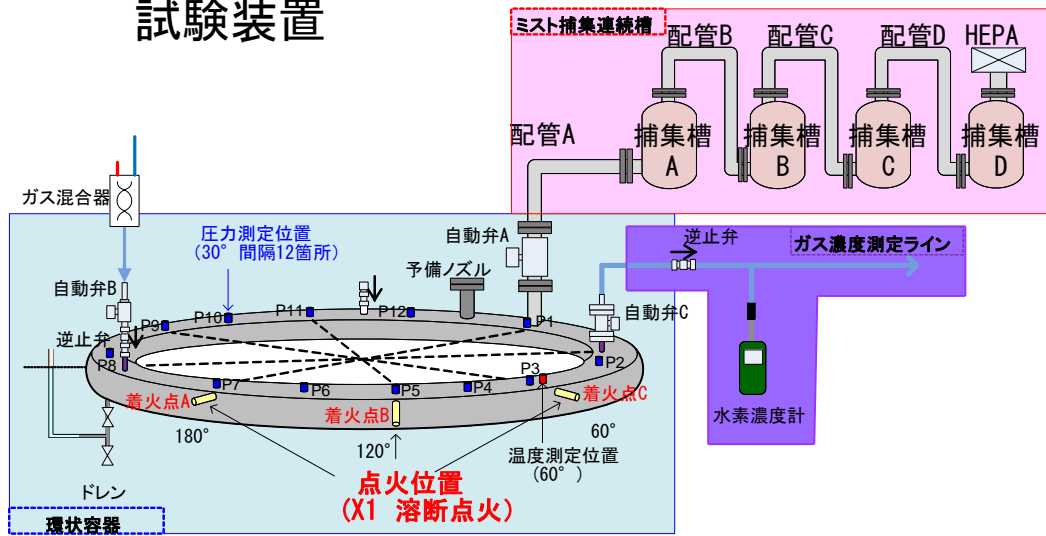 試験装置
ミスト捕集連続槽
配管B
配管C
配管D
HEPA
配管A
捕集槽
A
捕集槽
B
捕集槽
C
捕集槽
D
ガス混合器
圧力測定位置
(30°間隔12箇所)
自動弁A
逆止弁
ガス濃度測定ライン
予備ノズル
自動弁B
自動弁C
逆止弁
P9
P10
P11
P12
P1
P8
P2
P7
P6
P5
P4
P3
着火点A
着火点B
着火点C
水素濃度計
180°
120°
60°
温度測定位置
(60°)
点火位置
(X1 溶断点火)
ドレン
環状容器